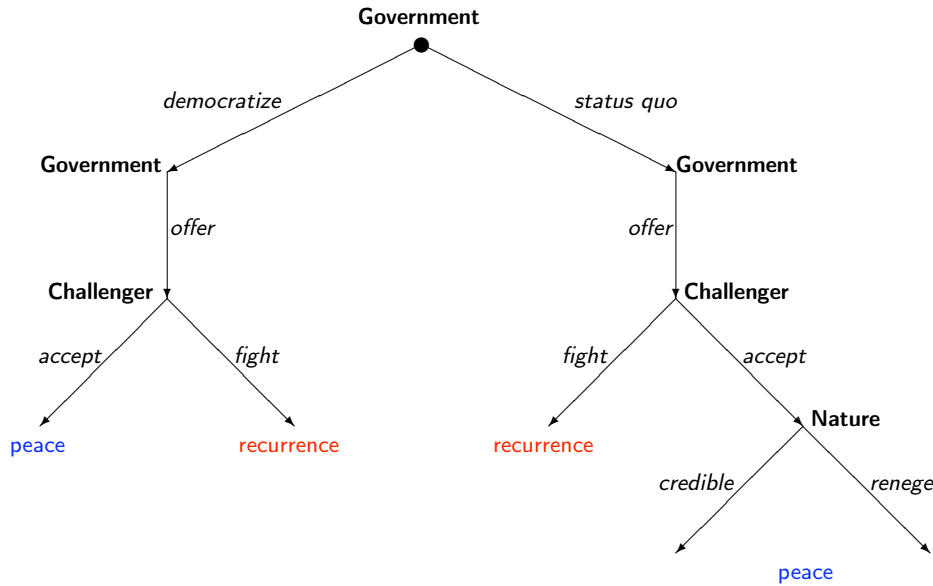 Government
democratize
status quo
Government
Government
offer
offer
Challenger
Challenger
accept
fight
fight
accept
peace
recurrence
recurrence
Nature
credible
renege
peace